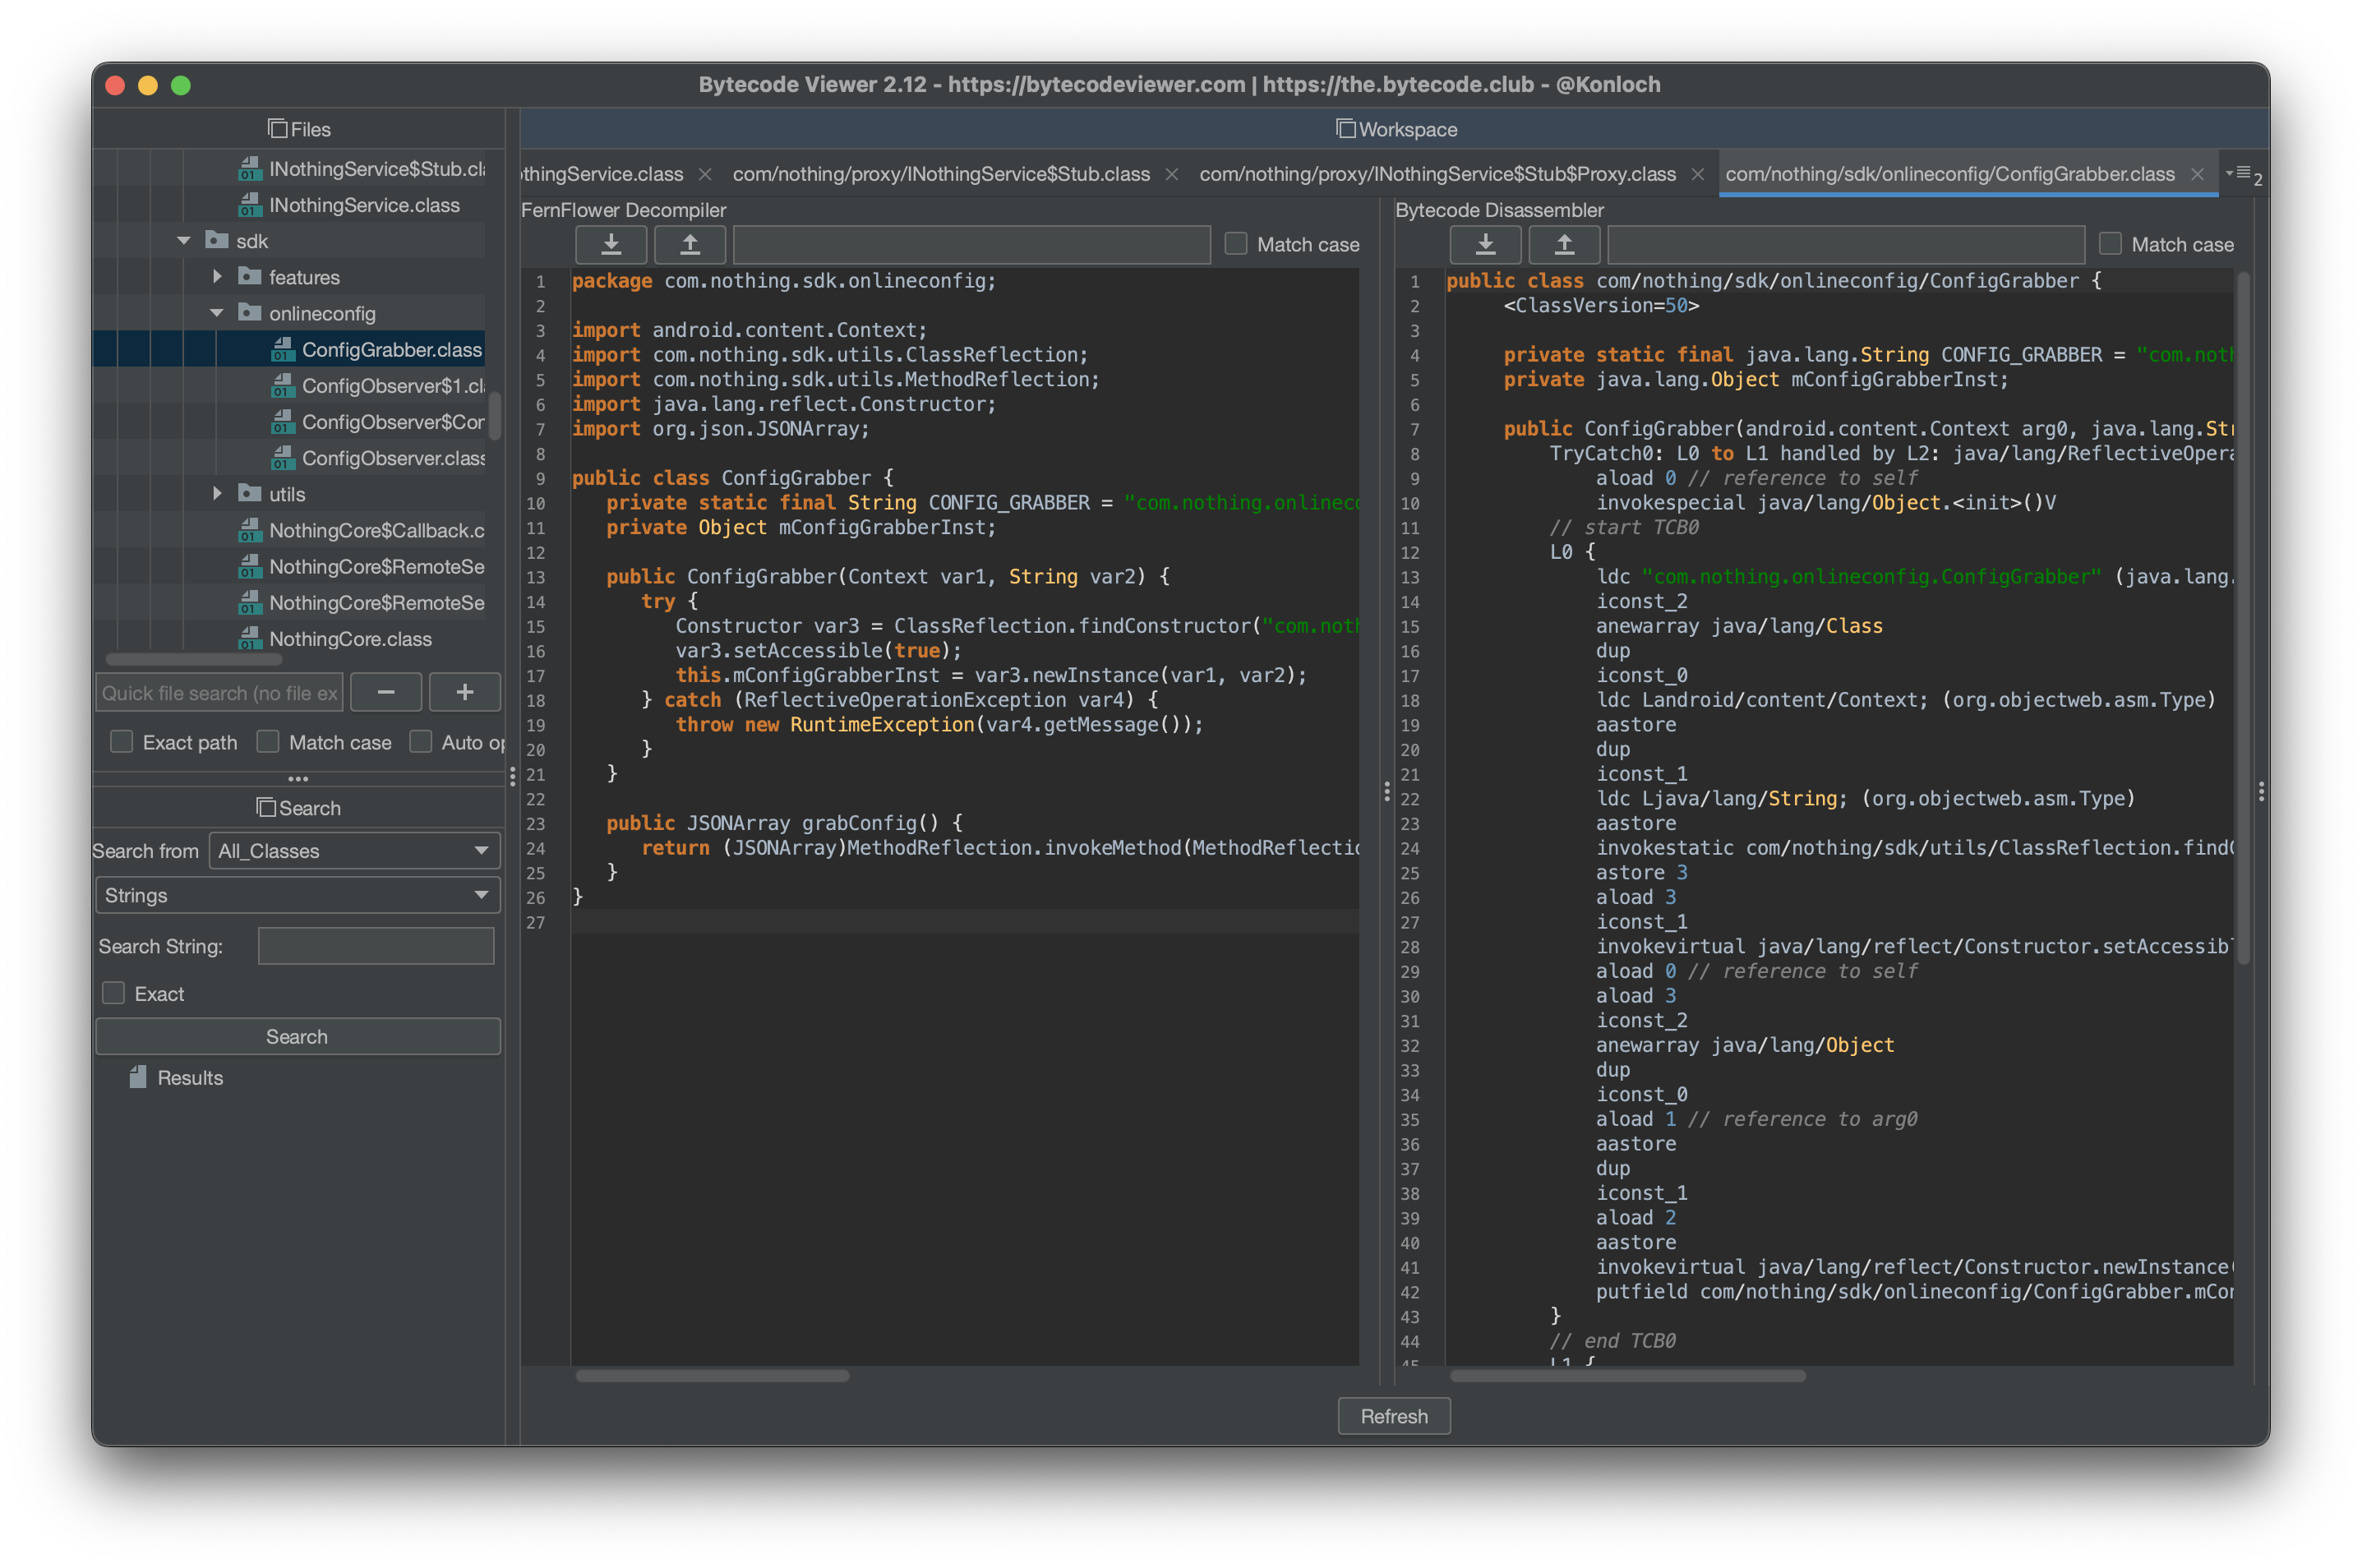 Bytecode Viewer 2.12 - https://bytecodeviewer.com | https://the.bytecode.club - @Konloch
Files
INothingService$Stub.cl
INothingService.class
sdk
features
onlineconfig
ConfigGrabber.class
ConfigObserver$1.cl
ConfigObserver$Cor
ConfigObserver.class
utils
NothingCore$Callback.c
NothingCore$RemoteSe
NothingCore$RemoteSe
NothingCore.class
Quick file search (no file ex
− +
Exact path Match case Auto op
Search
Search from All_Classes
Strings
Search String:
Exact
Search
Results
Workspace
othingService.class com/nothing/proxy/INothingService$Stub.class com/nothing/proxy/INothingService$Stub$Proxy.class com/nothing/sdk/onlineconfig/ConfigGrabber.class 2
FernFlower Decompiler
Match case
1 package com.nothing.sdk.onlineconfig;
2
3 import android.content.Context;
4 import com.nothing.sdk.utils.ClassReflection;
5 import com.nothing.sdk.utils.MethodReflection;
6 import java.lang.reflect.Constructor;
7 import org.json.JSONArray;
8
9 public class ConfigGrabber {
10 private static final String CONFIG_GRABBER = "com.nothing.onlinec
11 private Object mConfigGrabberInst;
12
13 public ConfigGrabber(Context var1, String var2) {
14 try {
15 Constructor var3 = ClassReflection.findConstructor("com.noth
16 var3.setAccessible(true);
17 this.mConfigGrabberInst = var3.newInstance(var1, var2);
18 } catch (ReflectiveOperationException var4) {
19 throw new RuntimeException(var4.getMessage());
20 }
21 }
22
23 public JSONArray grabConfig() {
24 return (JSONArray)MethodReflection.invokeMethod(MethodReflectio
25 }
26 }
27
Bytecode Disassembler
Match case
1 public class com/nothing/sdk/onlineconfig/ConfigGrabber {
2 <ClassVersion=50>
3
4 private static final java.lang.String CONFIG_GRABBER = "com.noth
5 private java.lang.Object mConfigGrabberInst;
6
7 public ConfigGrabber(android.content.Context arg0, java.lang.Str
8 TryCatch0: L0 to L1 handled by L2: java/lang/ReflectiveOpera
9 aload 0 // reference to self
10 invokespecial java/lang/Object.<init>()V
11 // start TCB0
12 L0 {
13 ldc "com.nothing.onlineconfig.ConfigGrabber" (java.lang.
14 iconst_2
15 anewarray java/lang/Class
16 dup
17 iconst_0
18 ldc Landroid/content/Context; (org.objectweb.asm.Type)
19 aastore
20 dup
21 iconst_1
22 ldc Ljava/lang/String; (org.objectweb.asm.Type)
23 aastore
24 invokestatic com/nothing/sdk/utils/ClassReflection.findC
25 astore 3
26 aload 3
27 iconst_1
28 invokevirtual java/lang/reflect/Constructor.setAccessibl
29 aload 0 // reference to self
30 aload 3
31 iconst_2
32 anewarray java/lang/Object
33 dup
34 iconst_0
35 aload 1 // reference to arg0
36 aastore
37 dup
38 iconst_1
39 aload 2
40 aastore
41 invokevirtual java/lang/reflect/Constructor.newInstance(
42 putfield com/nothing/sdk/onlineconfig/ConfigGrabber.mCon
43 }
44 // end TCB0
45 L1 {
Refresh